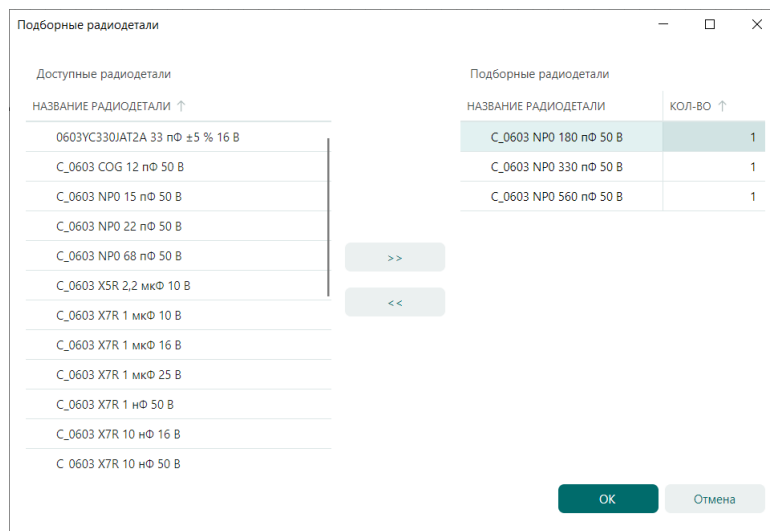 Подборные радиодетали
Доступные радиодетали
НАЗВАНИЕ РАДИОДЕТАЛИ ↑
0603YC330JAT2A 33 пФ ±5 % 16 В
C_0603 COG 12 пФ 50 В
C_0603 NP0 15 пФ 50 В
C_0603 NP0 22 пФ 50 В
C_0603 NP0 68 пФ 50 В
C_0603 X5R 2,2 мкФ 10 В
C_0603 X7R 1 мкФ 10 В
C_0603 X7R 1 мкФ 16 В
C_0603 X7R 1 мкФ 25 В
C_0603 X7R 1 нФ 50 В
C_0603 X7R 10 нФ 16 В
C_0603 X7R 10 нФ 50 В
>>
<<
Подборные радиодетали
НАЗВАНИЕ РАДИОДЕТАЛИ КОЛ-ВО ↑
C_0603 NP0 180 пФ 50 В 1
C_0603 NP0 330 пФ 50 В 1
C_0603 NP0 560 пФ 50 В 1
ОК Отмена